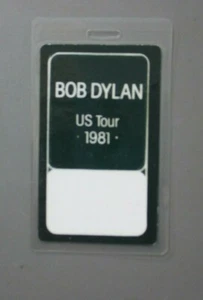 BOB DYLAN
US Tour
· 1981 ·